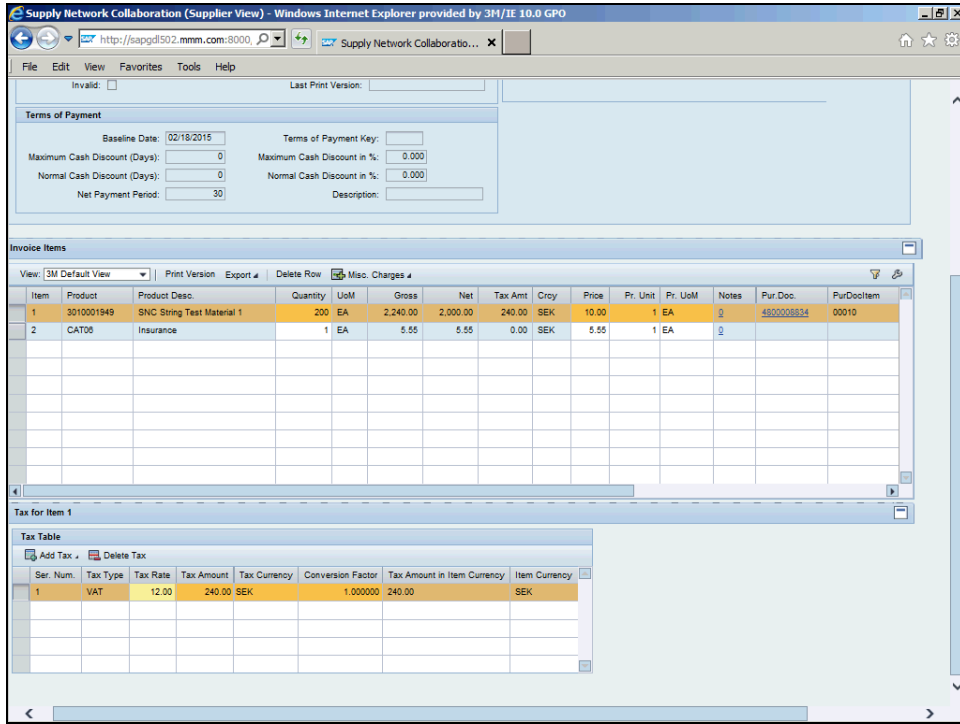 Supply Network Collaboration (Supplier View) - Windows Internet Explorer provided by 3M/IE 10.0 GPO
http://sapgdl502.mmm.com:8000, Supply Network Collaboratio... X
File Edit View Favorites Tools Help
Invalid: Last Print Version:
Terms of Payment
Baseline Date: 02/18/2015 Terms of Payment Key:
Maximum Cash Discount (Days): 0 Maximum Cash Discount in %: 0.000
Normal Cash Discount (Days): 0 Normal Cash Discount in %: 0.000
Net Payment Period: 30 Description:
Invoice Items
View: 3M Default View Print Version Export Delete Row Misc. Charges
Item Product Product Desc. Quantity UoM Gross Net Tax Amt Crcy Price Pr. Unit Pr. UoM Notes Pur.Doc. PurDocItem
1 3010001949 SNC String Test Material 1 200 EA 2,240.00 2,000.00 240.00 SEK 10.00 1 EA 0 4800008834 00010
2 CAT06 Insurance 1 EA 5.55 5.55 0.00 SEK 5.55 1 EA 0
Tax for Item 1
Tax Table
Add Tax Delete Tax
Ser. Num. Tax Type Tax Rate Tax Amount Tax Currency Conversion Factor Tax Amount in Item Currency Item Currency
1 VAT 12.00 240.00 SEK 1.000000 240.00 SEK